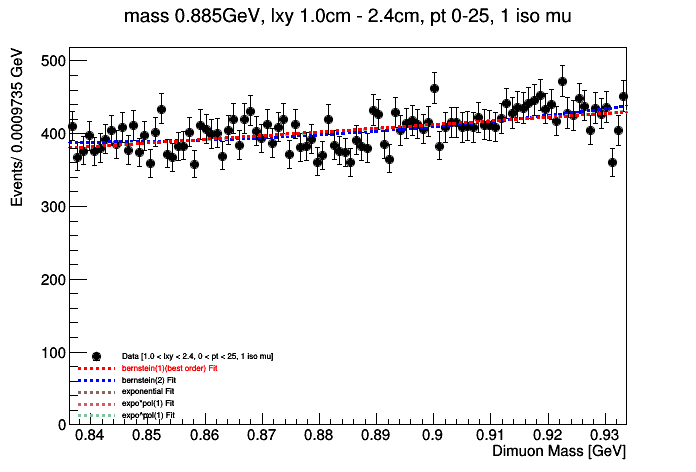 mass 0.885GeV, lxy 1.0cm - 2.4cm, pt 0-25, 1 iso mu
Events/ 0.0009735 GeV
500
400
300
200
100
0
Data [1.0 < lxy < 2.4, 0 < pt < 25, 1 iso mu]
bernstein(1)(best order) Fit
bernstein(2) Fit
exponential Fit
expo*pol(1) Fit
expo^pol(1) Fit
0.84 0.85 0.86 0.87 0.88 0.89 0.9 0.91 0.92 0.93
Dimuon Mass [GeV]